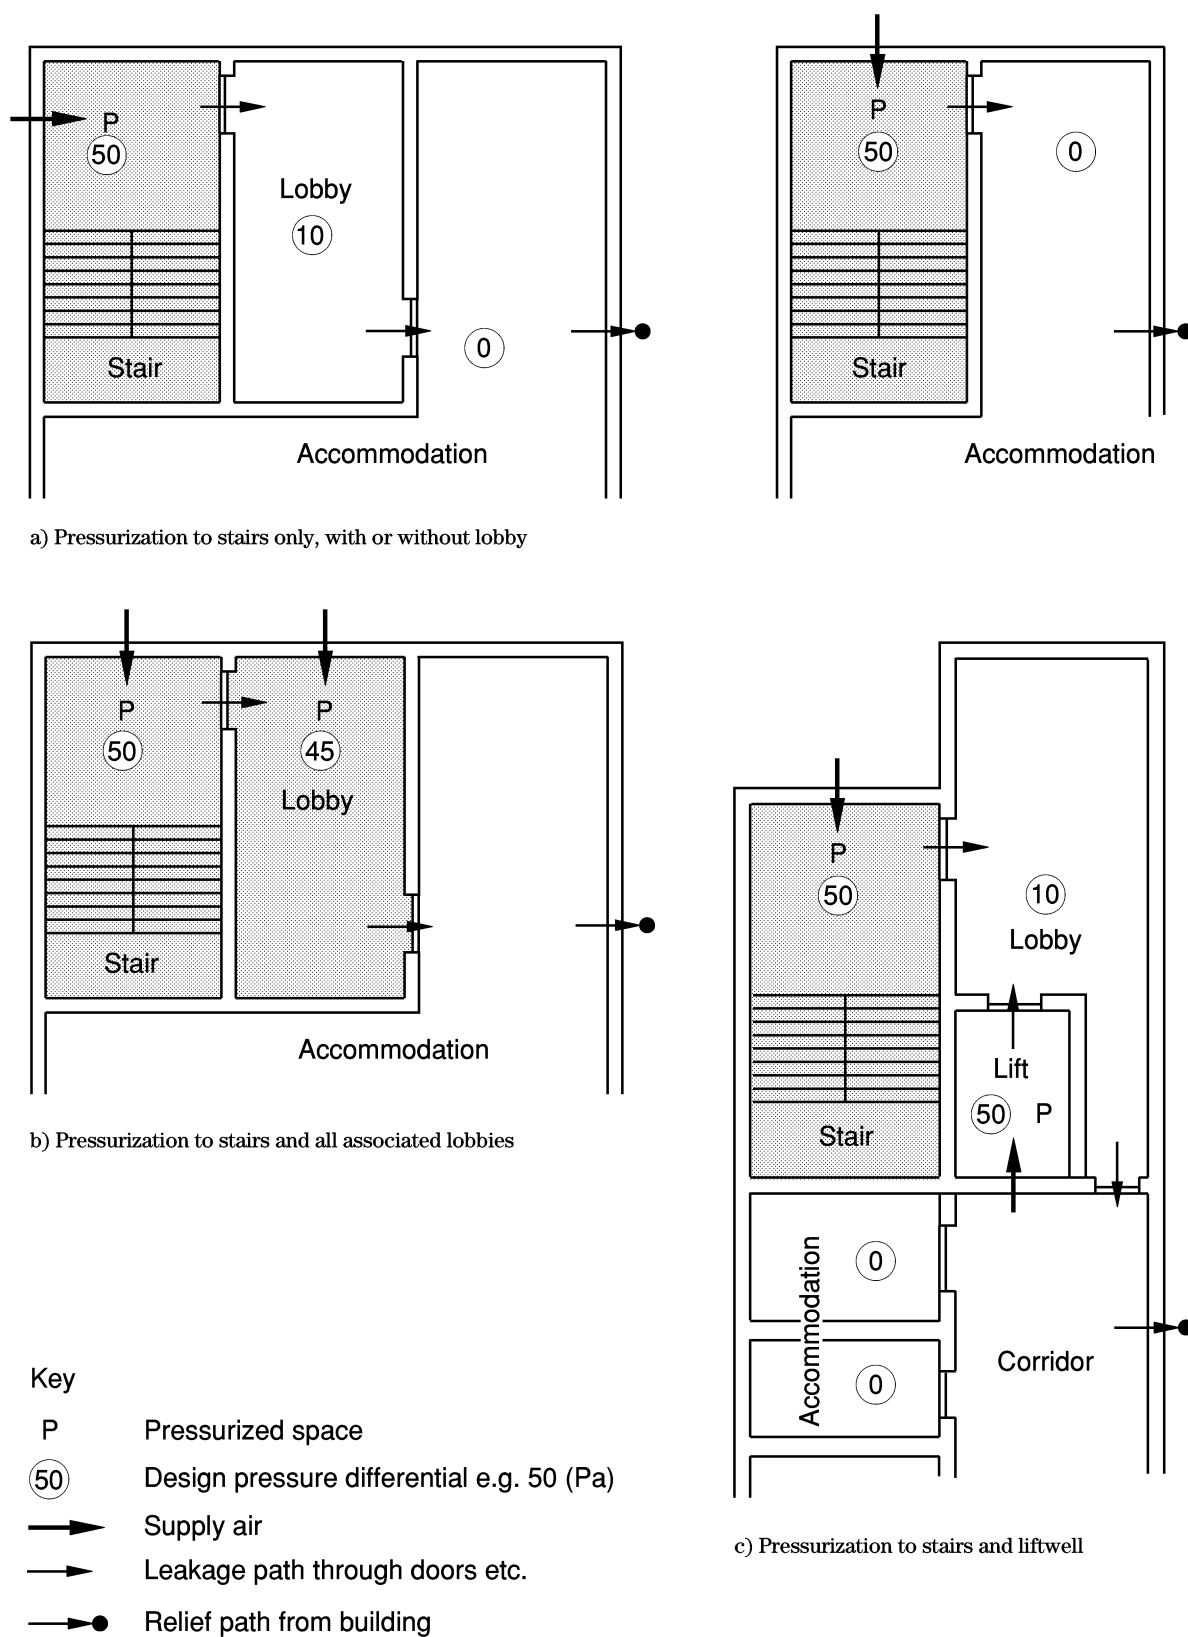 P
50
Lobby
10
0
Stair
Accommodation
P
50
0
Stair
Accommodation
a) Pressurization to stairs only, with or without lobby
P
50
P
45
Lobby
Stair
Accommodation
b) Pressurization to stairs and all associated lobbies
P
50
10
Lobby
Lift
50 P
Stair
Accommodation
0
0
Corridor
c) Pressurization to stairs and liftwell
Key
P Pressurized space
50 Design pressure differential e.g. 50 (Pa)
Supply air
Leakage path through doors etc.
Relief path from building